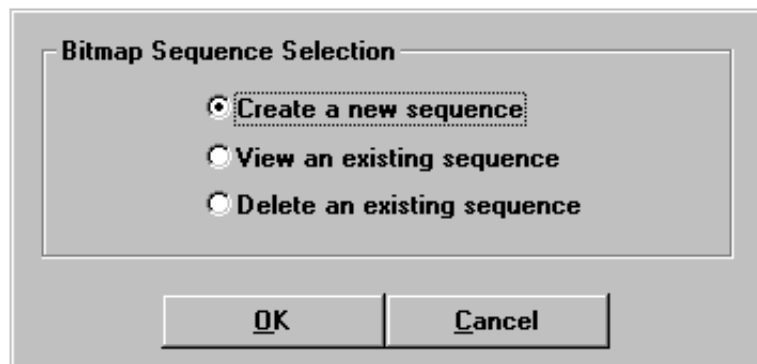 Bitmap Sequence Selection
Create a new sequence
View an existing sequence
Delete an existing sequence
OK Cancel